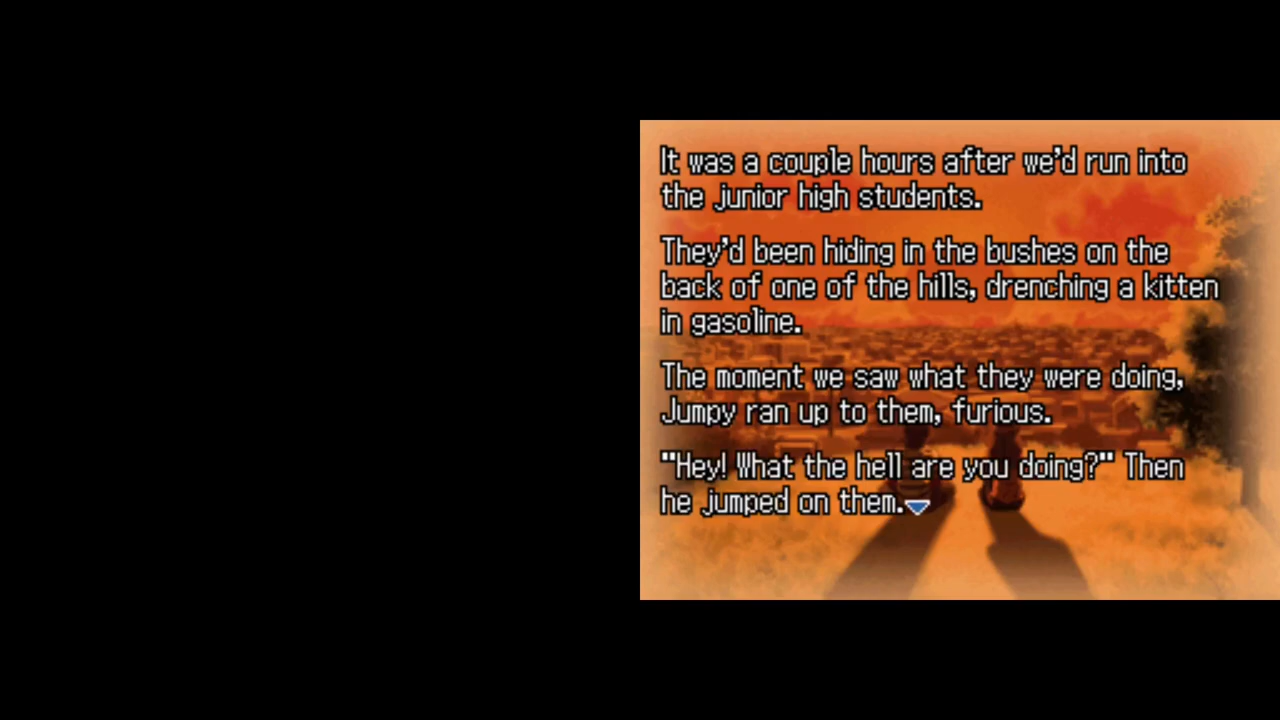 It was a couple hours after we'd run into
the junior high students.
They'd been hiding in the bushes on the
back of one of the hills, drenching a kitten
in gasoline.
The moment we saw what they were doing,
Jumpy ran up to them, furious.
"Hey! What the hell are you doing?" Then
he jumped on them.